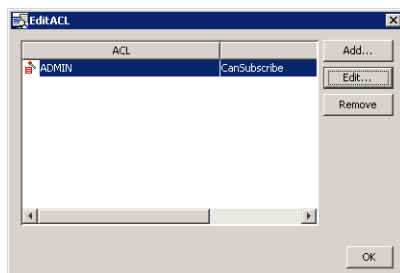 EditACL
ACL
Add...
ADMIN CanSubscribe
Edit...
Remove
OK